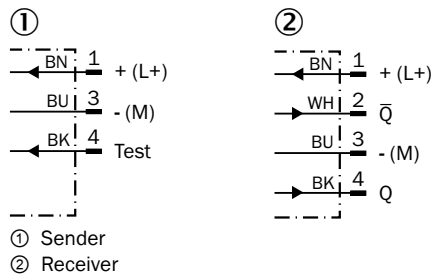 ①
BN 1 + (L+)
BU 3 - (M)
BK 4 Test
②
BN 1 + (L+)
WH 2 Q̅
BU 3 - (M)
BK 4 Q
① Sender
② Receiver